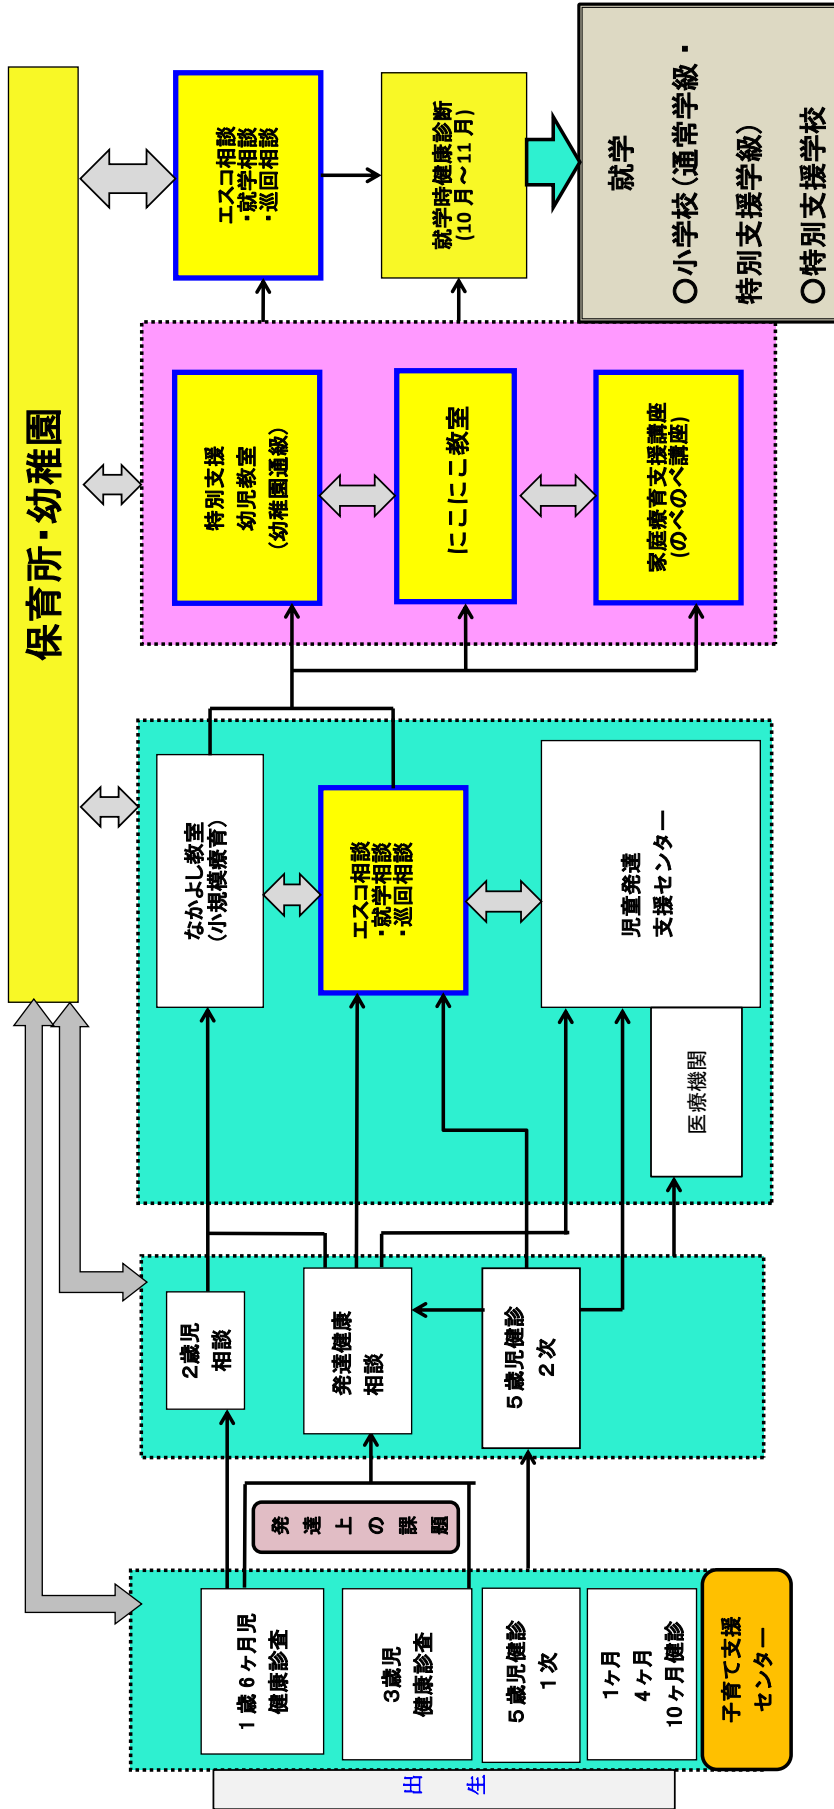 保育所・幼稚園
出生
1歳6ヶ月児
健康診査
3歳児
健康診査
5歳児健診
1次
1ヶ月
4ヶ月
10ヶ月健診
子育て支援
センター
発達上の課題
2歳児
相談
発達健康
相談
5歳児健診
2次
なかよし教室
(小規模療育)
エスコ相談
・就学相談
・巡回相談
児童発達
支援センター
医療機関
特別支援
幼児教室
(幼稚園通級)
にこにこ教室
家庭療育支援講座
(のべのべ講座)
エスコ相談
・就学相談
・巡回相談
就学時健康診断
(10月~11月)
就学
○小学校(通常学級・
特別支援学級)
○特別支援学校